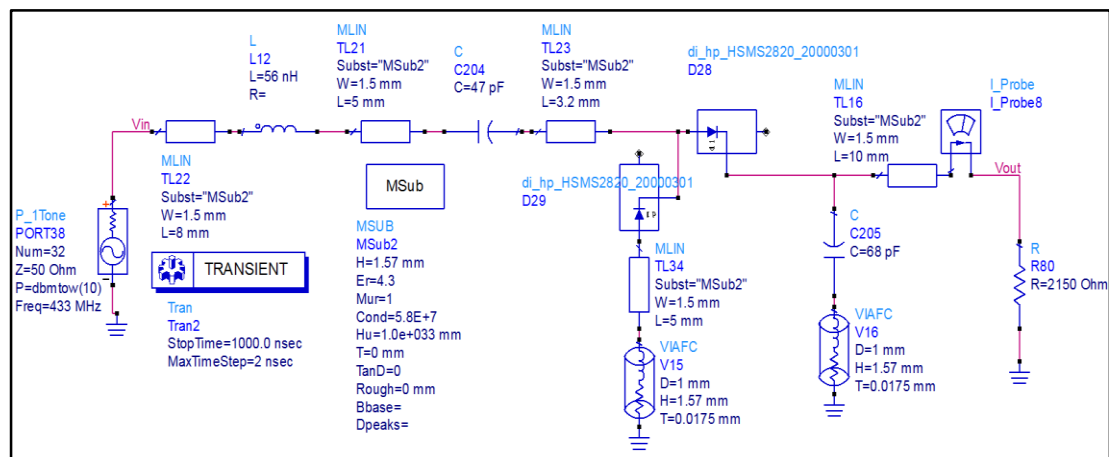 L
L12
L=56 nH
R=
MLIN
TL21
Subst="MSub2"
W=1.5 mm
L=5 mm
C
C204
C=47 pF
MLIN
TL23
Subst="MSub2"
W=1.5 mm
L=3.2 mm
di_hp_HSMS2820_20000301
D28
MLIN
TL16
Subst="MSub2"
W=1.5 mm
L=10 mm
I_Probe
I_Probe8
Vin
Vout
MLIN
TL22
Subst="MSub2"
W=1.5 mm
L=8 mm
MSub
di_hp_HSMS2820_20000301
D29
P_1Tone
PORT38
Num=32
Z=50 Ohm
P=dbmtow(10)
Freq=433 MHz
TRANSIENT
Tran
Tran2
StopTime=1000.0 nsec
MaxTimeStep=2 nsec
MSUB
MSub2
H=1.57 mm
Er=4.3
Mur=1
Cond=5.8E+7
Hu=1.0e+033 mm
T=0 mm
TanD=0
Rough=0 mm
Bbase=
Dpeaks=
MLIN
TL34
Subst="MSub2"
W=1.5 mm
L=5 mm
VIAFC
V15
D=1 mm
H=1.57 mm
T=0.0175 mm
C
C205
C=68 pF
VIAFC
V16
D=1 mm
H=1.57 mm
T=0.0175 mm
R
R80
R=2150 Ohm